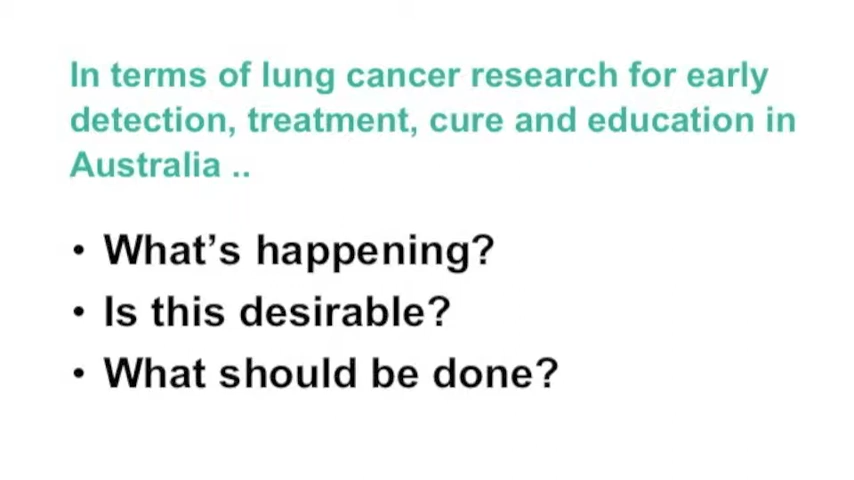 In terms of lung cancer research for early
detection, treatment, cure and education in
Australia ..
• What’s happening?
• Is this desirable?
• What should be done?